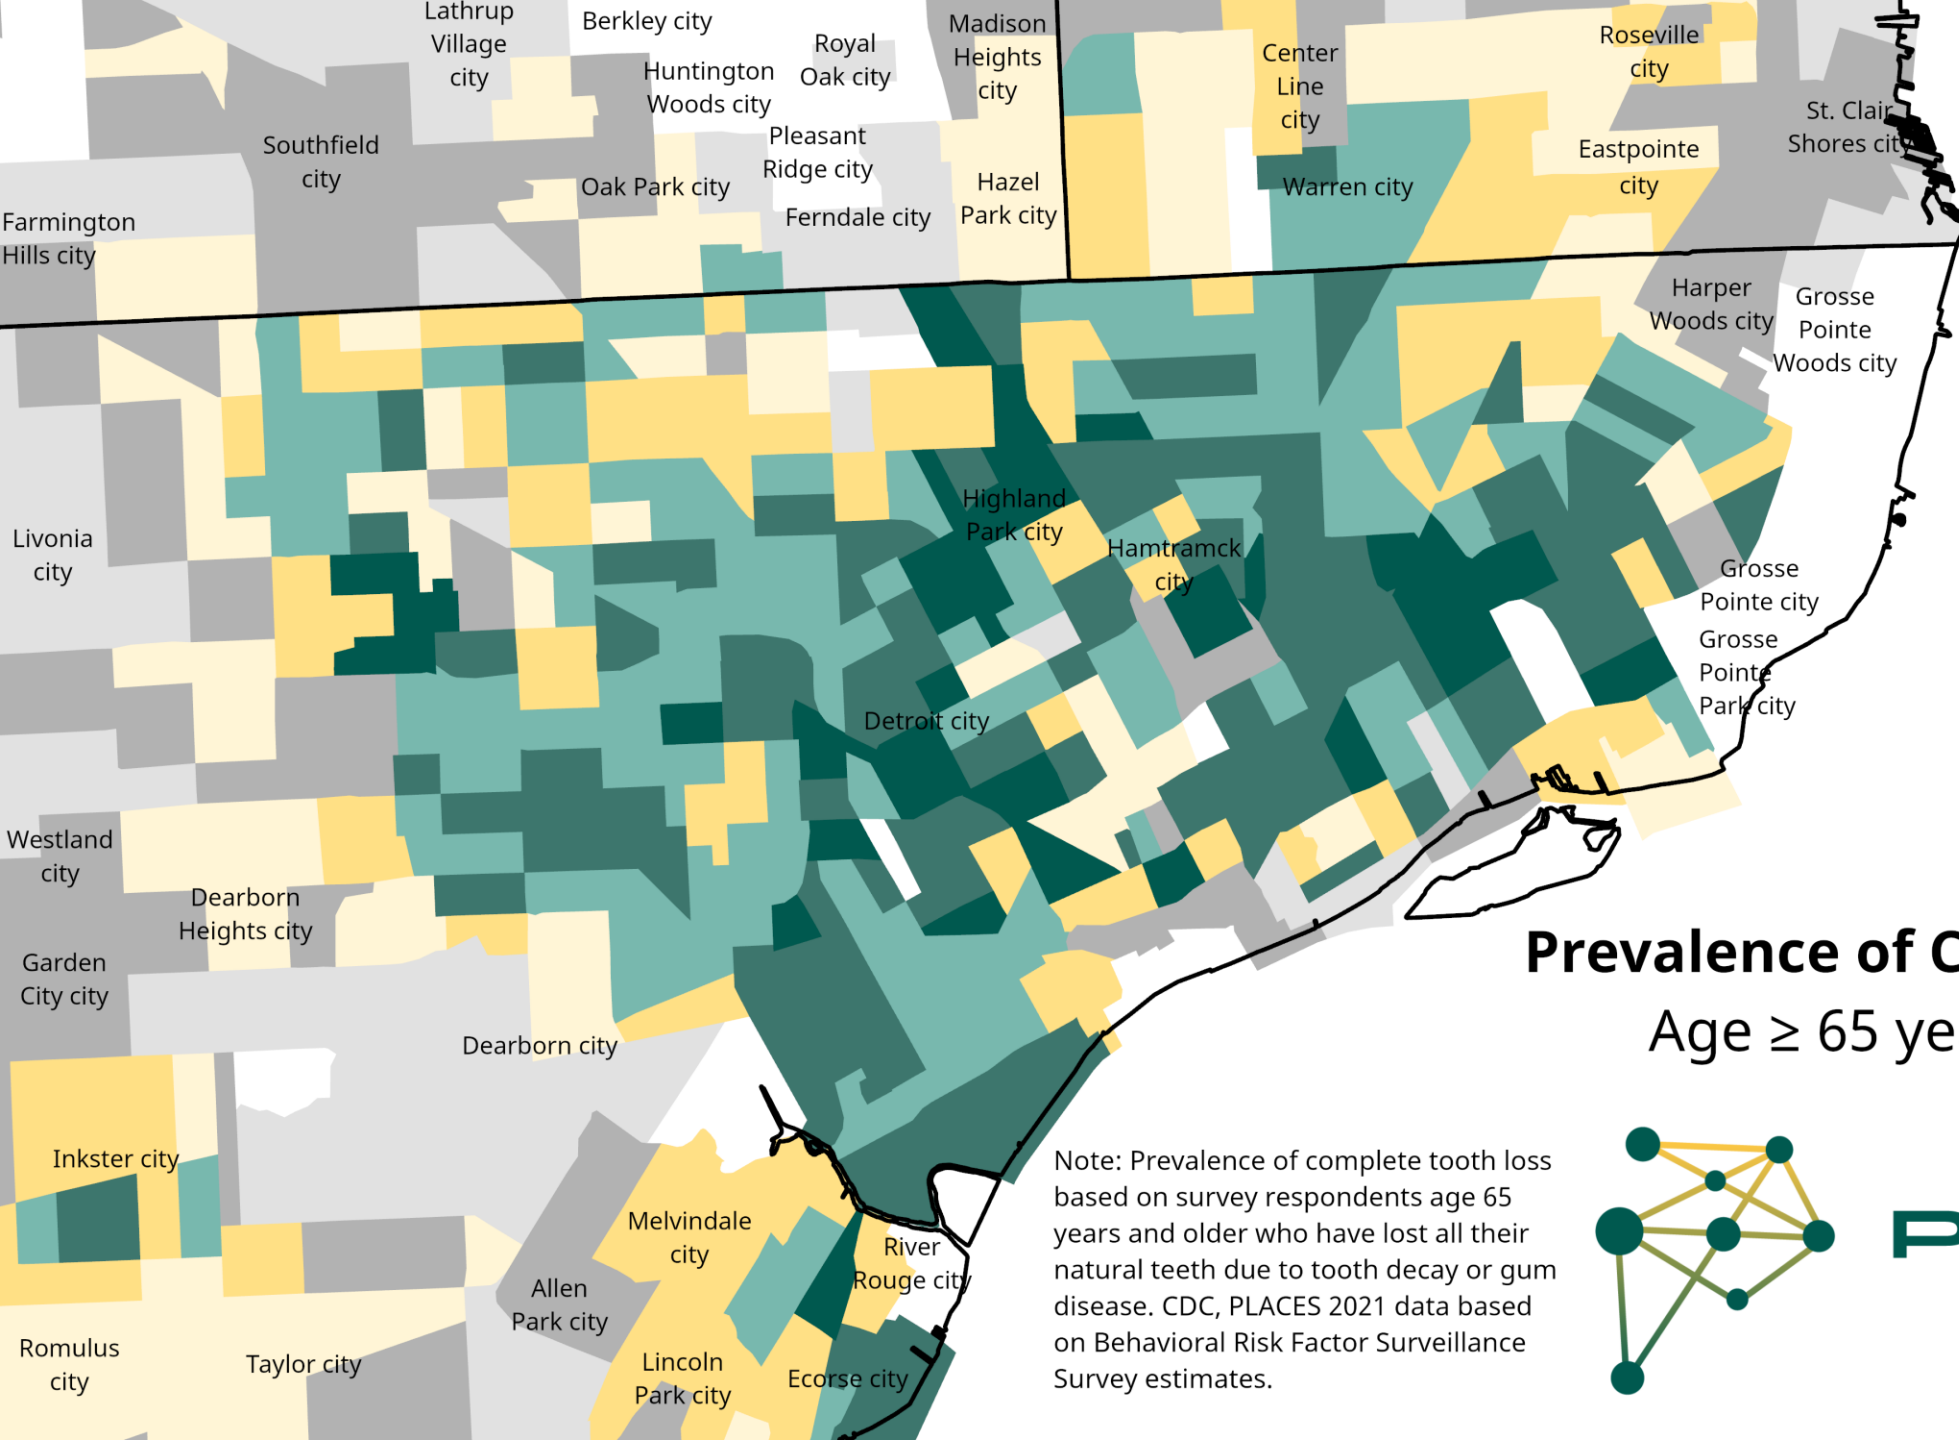 Lathrup
Village
city
Berkley city
Royal
Oak city
Madison
Heights
city
Center
Line
city
Roseville
city
Huntington
Woods city
St. Clair
Shores city
Southfield
city
Pleasant
Ridge city
Eastpointe
city
Oak Park city
Hazel
Park city
Warren city
Ferndale city
Farmington
Hills city
Harper
Woods city
Grosse
Pointe
Woods city
Livonia
city
Highland
Park city
Hamtramck
city
Grosse
Pointe city
Grosse
Pointe
Park city
Detroit city
Westland
city
Dearborn
Heights city
Garden
City city
Dearborn city
Prevalence of C
Age ≥ 65 ye
Inkster city
Melvindale
city
River
Rouge city
Allen
Park city
Romulus
city
Taylor city
Lincoln
Park city
Ecorse city
Note: Prevalence of complete tooth loss
based on survey respondents age 65
years and older who have lost all their
natural teeth due to tooth decay or gum
disease. CDC, PLACES 2021 data based
on Behavioral Risk Factor Surveillance
Survey estimates.
P